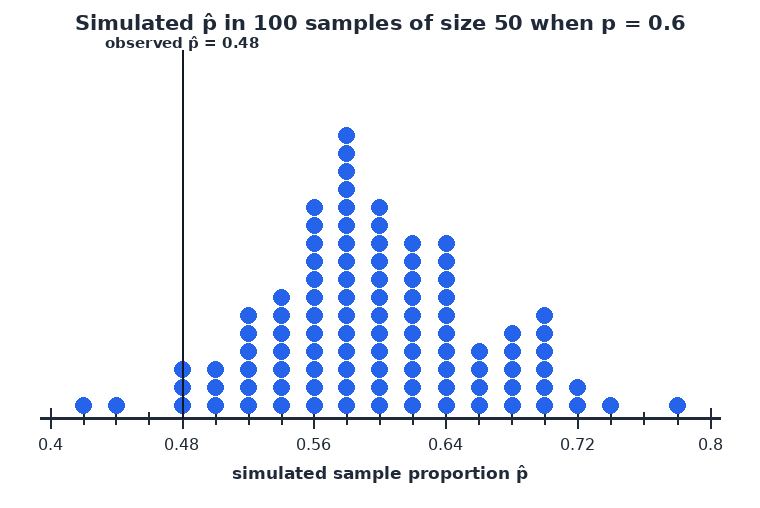 Simulated p̂ in 100 samples of size 50 when p = 0.6
observed p̂ = 0.48
0.4 0.48 0.56 0.64 0.72 0.8
simulated sample proportion p̂